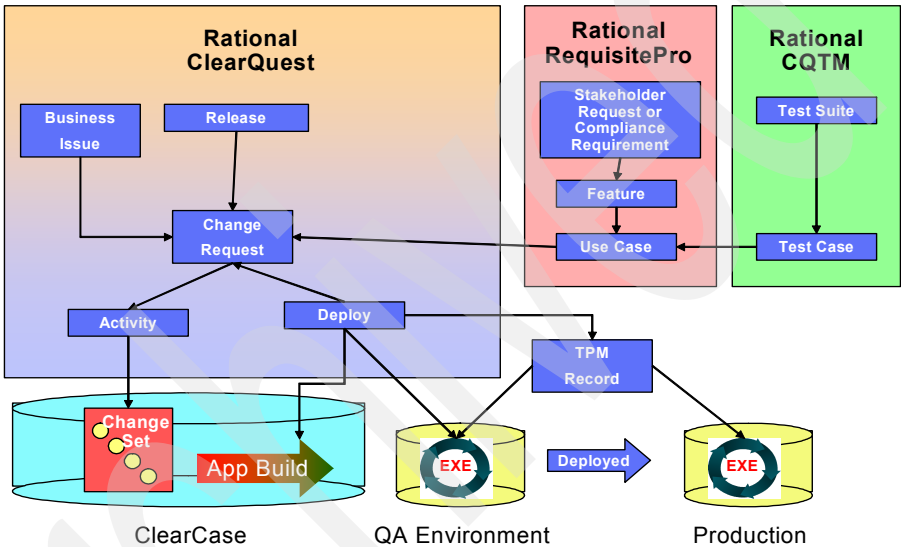 Rational
ClearQuest
Rational
RequisitePro
Rational
CQTM
Business
Issue
Release
Stakeholder
Request or
Compliance
Requirement
Test Suite
Feature
Change
Request
Use Case
Test Case
Activity
Deploy
TPM
Record
Change
Set
App Build
EXE
Deployed
EXE
ClearCase
QA Environment
Production